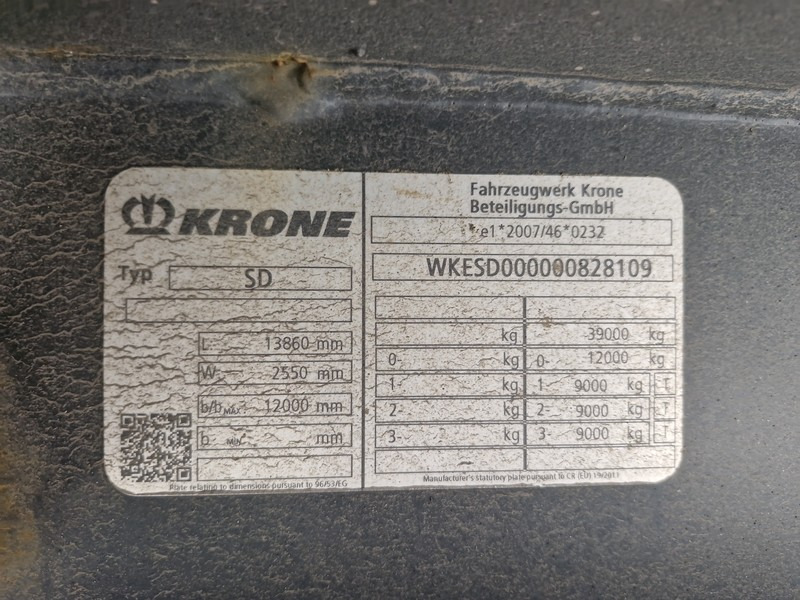 KRONE
Typ SD
L: 13860 mm
W: 2550 mm
b/bMAX: 12000 mm
b MIN: mm
Plate relating to dimensions pursuant to 96/53/EG
Fahrzeugwerk Krone
Beteiligungs-GmbH
*e1*2007/46*0232
WKESD000000828109
kg 39000 kg
0- kg 0- 12000 kg
1- kg 1- 9000 kg T
2- kg 2- 9000 kg T
3- kg 3- 9000 kg T
Manufacturer's statutory plate pursuant to CR (EU) 19/2011